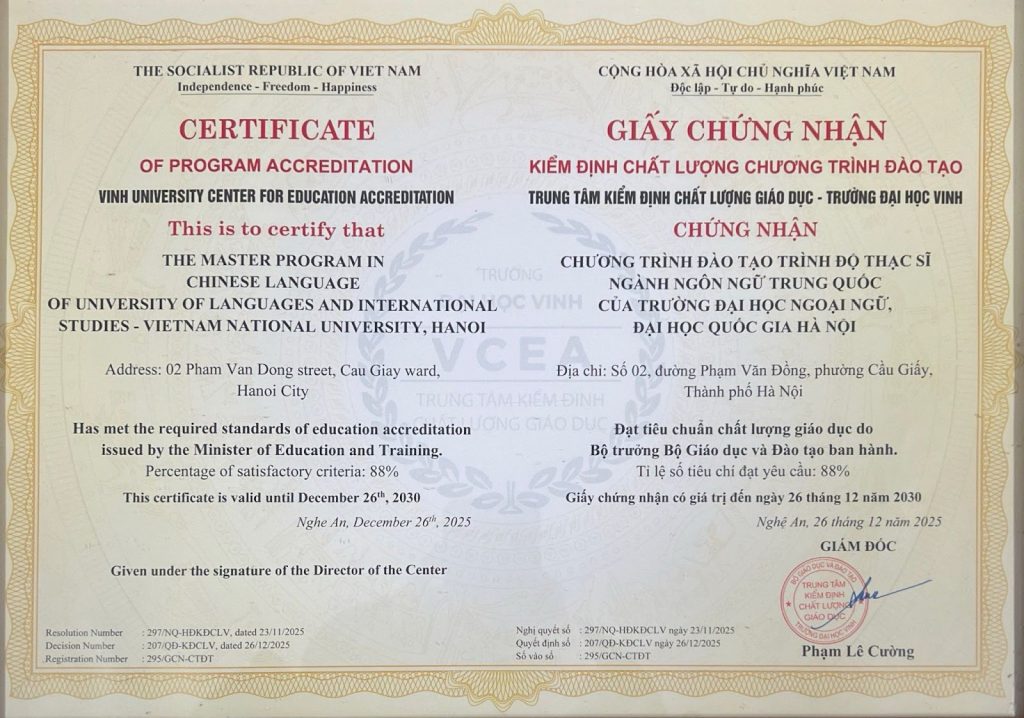 THE SOCIALIST REPUBLIC OF VIET NAM
Independence - Freedom - Happiness
CERTIFICATE
OF PROGRAM ACCREDITATION
VINH UNIVERSITY CENTER FOR EDUCATION ACCREDITATION
This is to certify that
THE MASTER PROGRAM IN
CHINESE LANGUAGE
OF UNIVERSITY OF LANGUAGES AND INTERNATIONAL
STUDIES - VIETNAM NATIONAL UNIVERSITY, HANOI
Address: 02 Pham Van Dong street, Cau Giay ward,
Hanoi City
Has met the required standards of education accreditation
issued by the Minister of Education and Training.
Percentage of satisfactory criteria: 88%
This certificate is valid until December 26th, 2030
Nghe An, December 26th, 2025
Given under the signature of the Director of the Center
Resolution Number : 297/NQ-HĐKĐCLV, dated 23/11/2025
Decision Number : 207/QĐ-KĐCLV, dated 26/12/2025
Registration Number : 295/GCN-CTĐT
CỘNG HÒA XÃ HỘI CHỦ NGHĨA VIỆT NAM
Độc lập - Tự do - Hạnh phúc
GIẤY CHỨNG NHẬN
KIỂM ĐỊNH CHẤT LƯỢNG CHƯƠNG TRÌNH ĐÀO TẠO
TRUNG TÂM KIỂM ĐỊNH CHẤT LƯỢNG GIÁO DỤC - TRƯỜNG ĐẠI HỌC VINH
CHỨNG NHẬN
CHƯƠNG TRÌNH ĐÀO TẠO TRÌNH ĐỘ THẠC SĨ
NGÀNH NGÔN NGỮ TRUNG QUỐC
CỦA TRƯỜNG ĐẠI HỌC NGOẠI NGỮ,
ĐẠI HỌC QUỐC GIA HÀ NỘI
Địa chỉ: Số 02, đường Phạm Văn Đồng, phường Cầu Giấy,
Thành phố Hà Nội
Đạt tiêu chuẩn chất lượng giáo dục do
Bộ trưởng Bộ Giáo dục và Đào tạo ban hành.
Tỉ lệ số tiêu chí đạt yêu cầu: 88%
Giấy chứng nhận có giá trị đến ngày 26 tháng 12 năm 2030
Nghệ An, 26 tháng 12 năm 2025
GIÁM ĐỐC
BỘ GIÁO DỤC VÀ ĐÀO TẠO
TRUNG TÂM
KIỂM ĐỊNH
CHẤT LƯỢNG
GIÁO DỤC
TRƯỜNG ĐẠI HỌC VINH
Phạm Lê Cường
Nghị quyết số : 297/NQ-HĐKĐCLV ngày 23/11/2025
Quyết định số : 207/QĐ-KĐCLV ngày 26/12/2025
Số vào sổ : 295/GCN-CTĐT
TRƯỜNG
ĐẠI HỌC VINH
VCEA
TRUNG TÂM KIỂM ĐỊNH
CHẤT LƯỢNG GIÁO DỤC